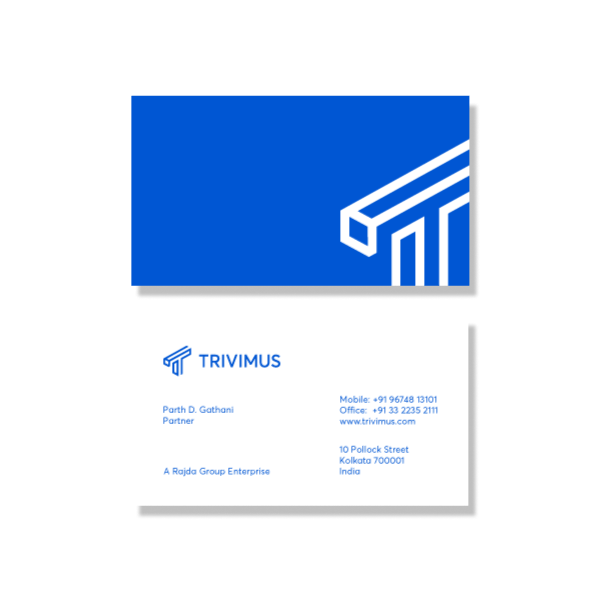 TRIVIMUS
Parth D. Gathani
Partner
A Rajda Group Enterprise
Mobile: +91 96748 13101
Office: +91 33 2235 2111
www.trivimus.com
10 Pollock Street
Kolkata 700001
India